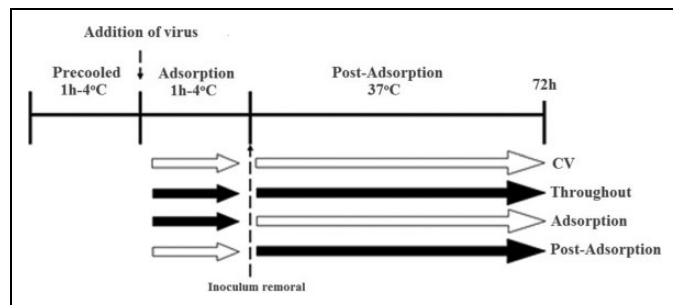 Addition of virus
Precooled
1h-4°C
Adsorption
1h-4°C
Post-Adsorption
37°C
72h
CV
Throughout
Adsorption
Post-Adsorption
Inoculum remoral